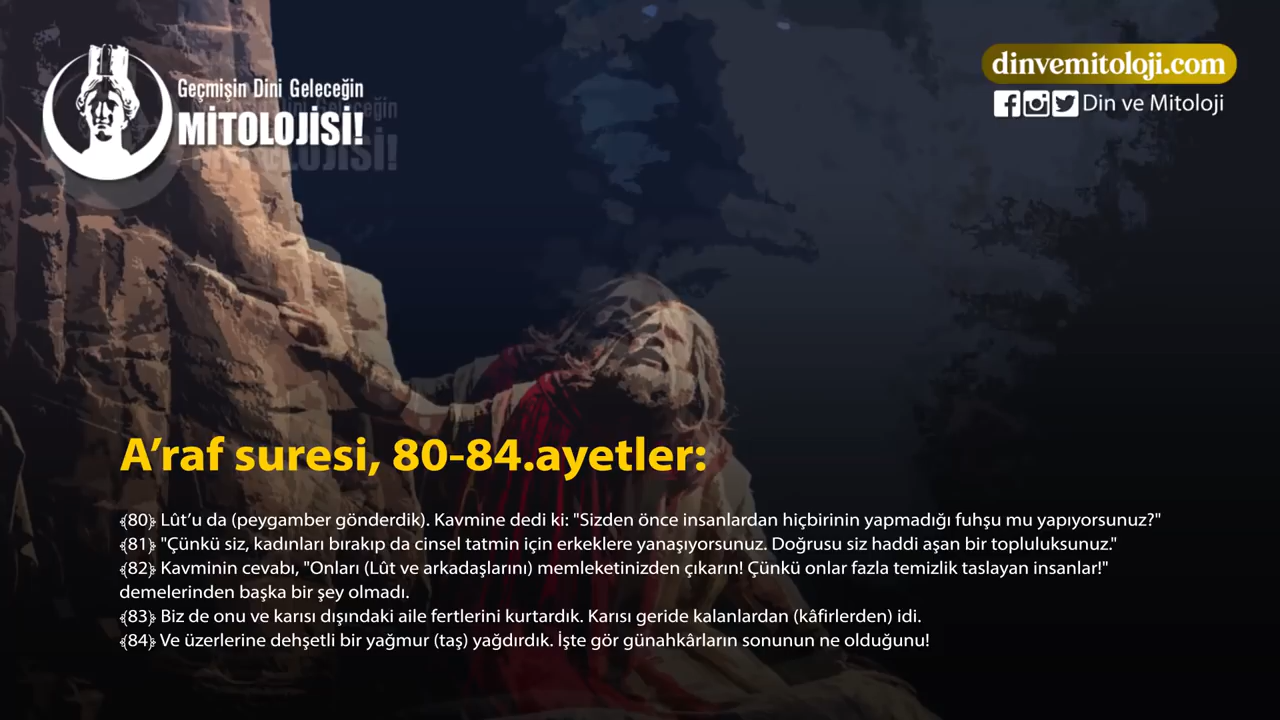 Geçmişin Dini Geleceğin
MİTOLOJİSİ!
dinvemitoloji.com
Din ve Mitoloji
A’raf suresi, 80-84.ayetler:
﴾80﴿ Lût’u da (peygamber gönderdik). Kavmine dedi ki: "Sizden önce insanlardan hiçbirinin yapmadığı fuhşu mu yapıyorsunuz?"
﴾81﴿ "Çünkü siz, kadınları bırakıp da cinsel tatmin için erkeklere yanaşıyorsunuz. Doğrusu siz haddi aşan bir topluluksunuz."
﴾82﴿ Kavminin cevabı, "Onları (Lût ve arkadaşlarını) memleketinizden çıkarın! Çünkü onlar fazla temizlik taslayan insanlar!"
demelerinden başka bir şey olmadı.
﴾83﴿ Biz de onu ve karısı dışındaki aile fertlerini kurtardık. Karısı geride kalanlardan (kâfirlerden) idi.
﴾84﴿ Ve üzerlerine dehşetli bir yağmur (taş) yağdırdık. İşte gör günahkârların sonunun ne olduğunu!